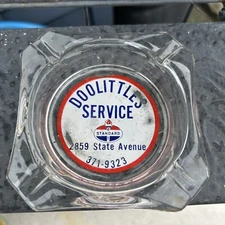 DOOLITTLES
SERVICE
STANDARD
2859 State Avenue
371-9323